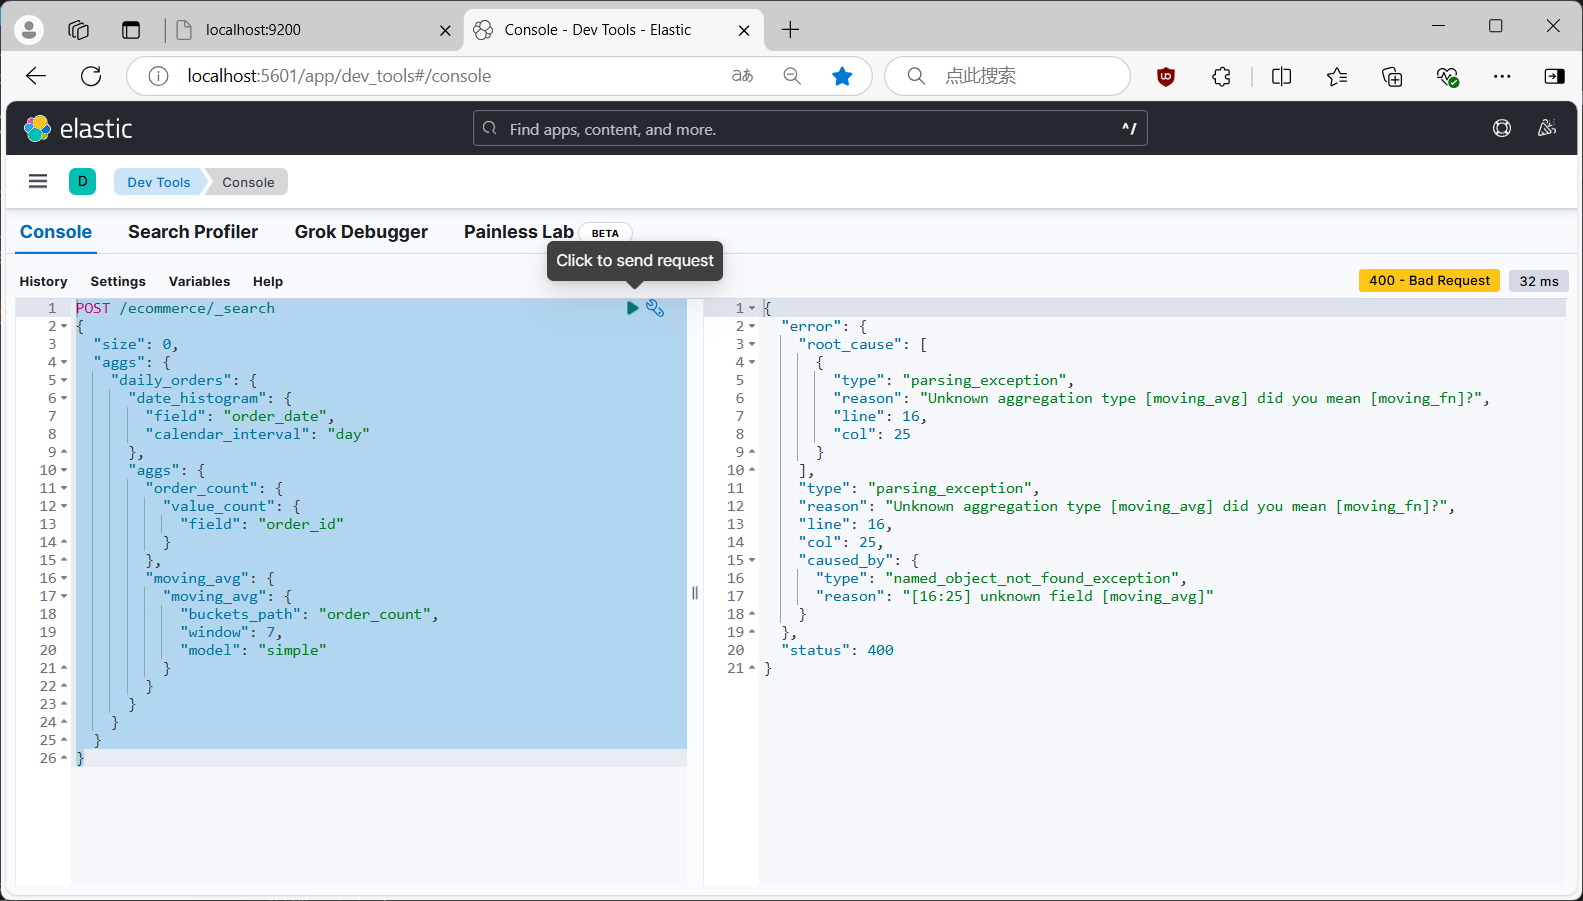 localhost:9200
Console - Dev Tools - Elastic
localhost:5601/app/dev_tools#/console
aあ
点此搜索
elastic
Find apps, content, and more.
^/
D
Dev Tools
Console
Console
Search Profiler
Grok Debugger
Painless Lab
BETA
Click to send request
History
Settings
Variables
Help
400 - Bad Request
32 ms
1 POST /ecommerce/_search
2 {
3 "size": 0,
4 "aggs": {
5 "daily_orders": {
6 "date_histogram": {
7 "field": "order_date",
8 "calendar_interval": "day"
9 },
10 "aggs": {
11 "order_count": {
12 "value_count": {
13 "field": "order_id"
14 }
15 },
16 "moving_avg": {
17 "moving_avg": {
18 "buckets_path": "order_count",
19 "window": 7,
20 "model": "simple"
21 }
22 }
23 }
24 }
25 }
26 }
1 {
2 "error": {
3 "root_cause": [
4 {
5 "type": "parsing_exception",
6 "reason": "Unknown aggregation type [moving_avg] did you mean [moving_fn]?",
7 "line": 16,
8 "col": 25
9 }
10 ],
11 "type": "parsing_exception",
12 "reason": "Unknown aggregation type [moving_avg] did you mean [moving_fn]?",
13 "line": 16,
14 "col": 25,
15 "caused_by": {
16 "type": "named_object_not_found_exception",
17 "reason": "[16:25] unknown field [moving_avg]"
18 }
19 },
20 "status": 400
21 }